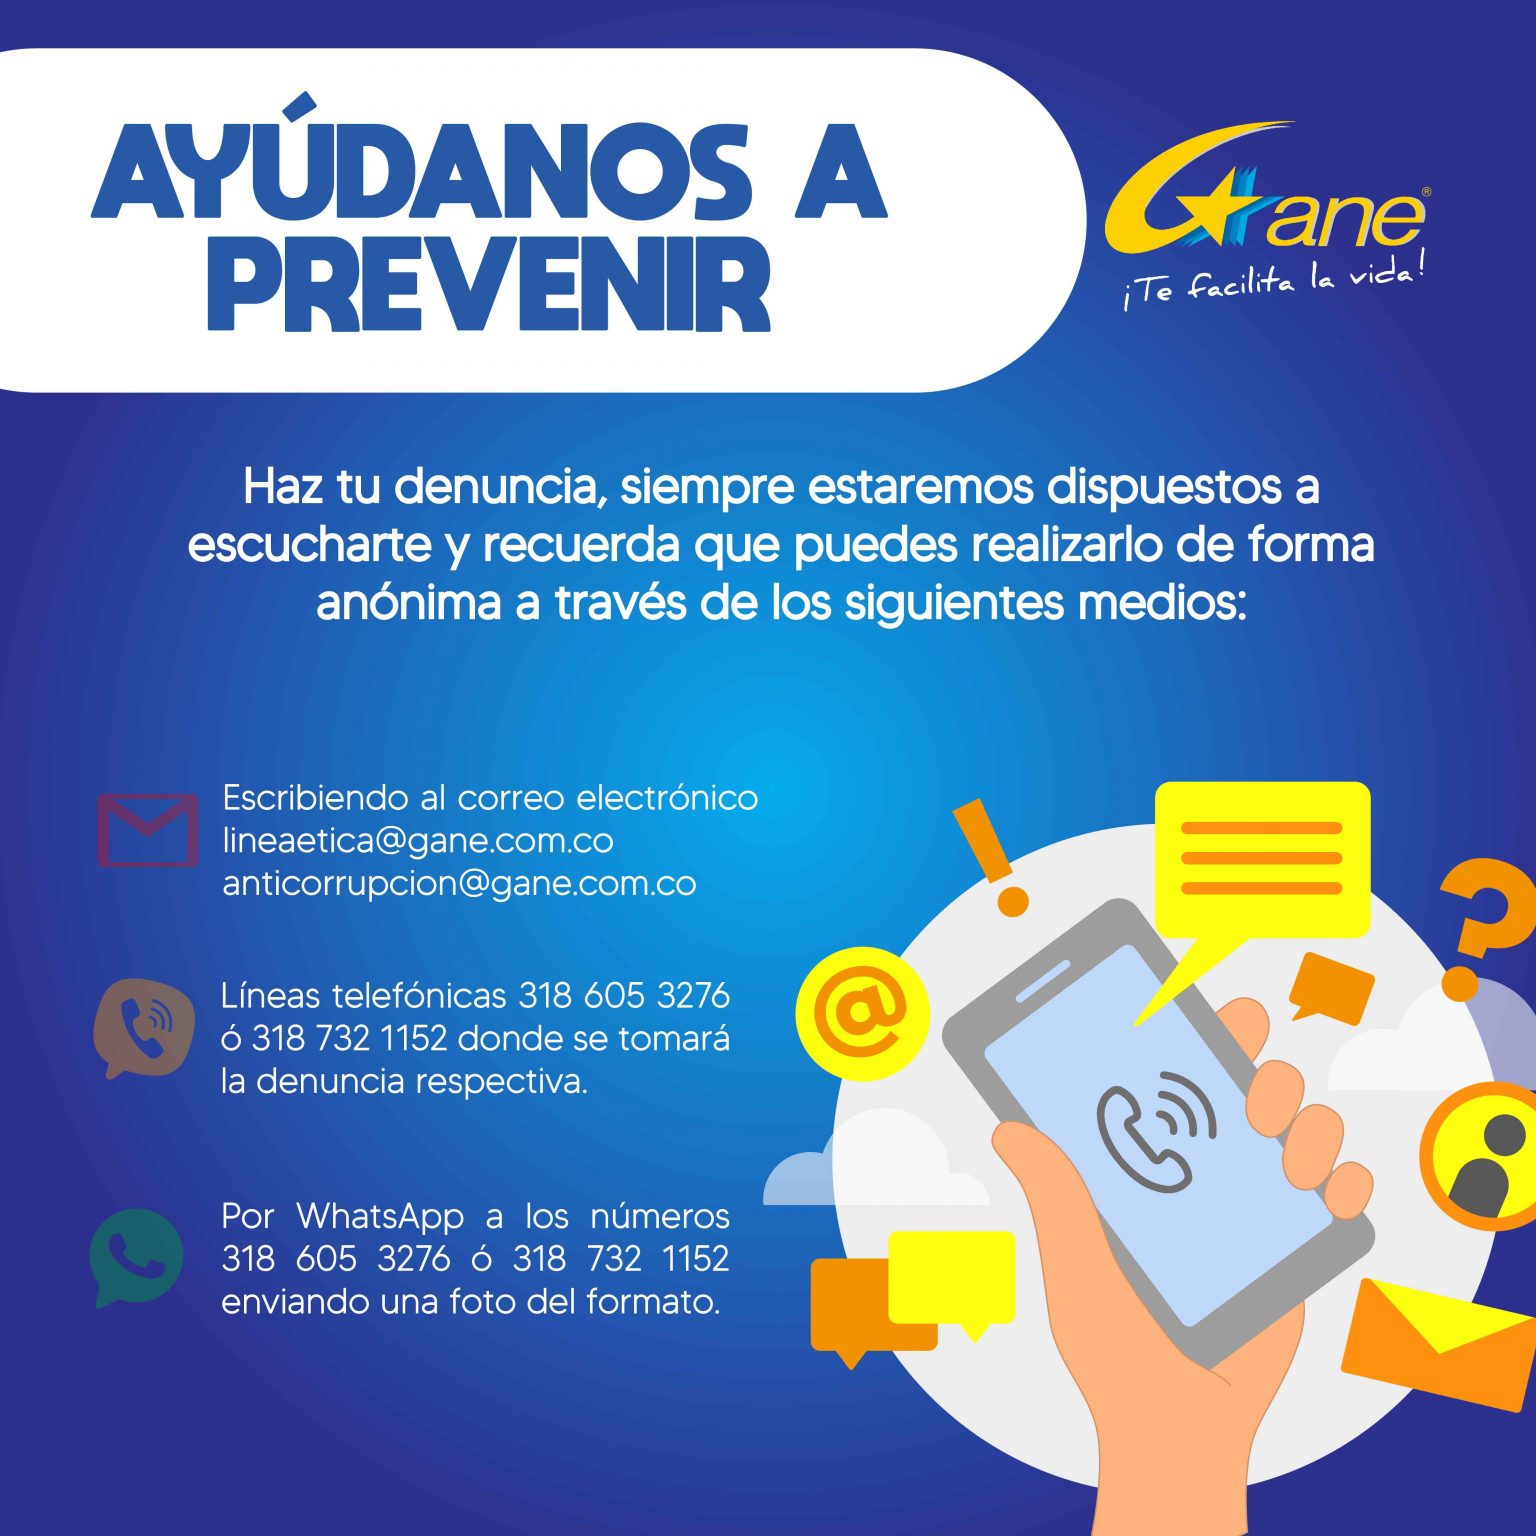 AYÚDANOS A
PREVENIR
Gane®
¡Te facilita la vida!
Haz tu denuncia, siempre estaremos dispuestos a
escucharte y recuerda que puedes realizarlo de forma
anónima a través de los siguientes medios:
Escribiendo al correo electrónico
lineaetica@gane.com.co
anticorrupcion@gane.com.co
Líneas telefónicas 318 605 3276
ó 318 732 1152 donde se tomará
la denuncia respectiva.
Por WhatsApp a los números
318 605 3276 ó 318 732 1152
enviando una foto del formato.
@
!
?